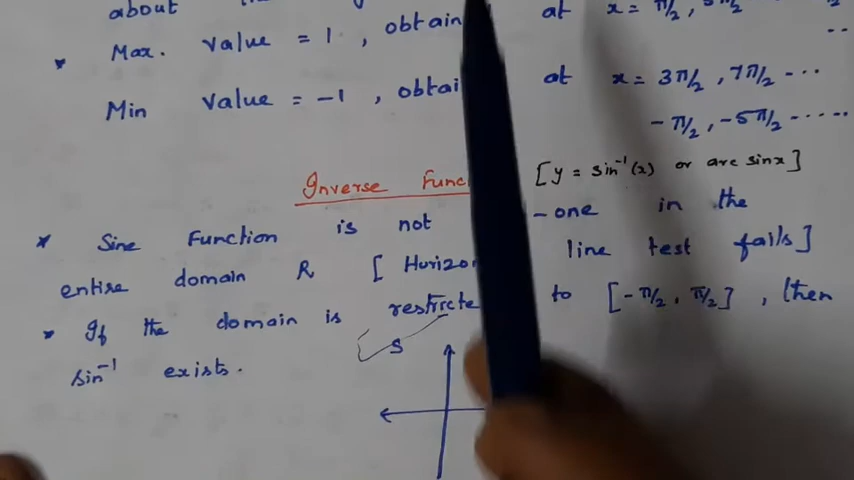 about
* Max. value = 1 , obtain at x = π/2,
Min value = -1 , obtai at x = 3π/2 , 7π/2 ---
-π/2 , -5π/2 -----
Inverse Func [y = sin⁻¹(x) or arc sinx]
* Sine Function is not -one in the
entire domain R [ Horizo line test fails]
* If the domain is restricte to [-π/2 , π/2] , then
sin⁻¹ exists.